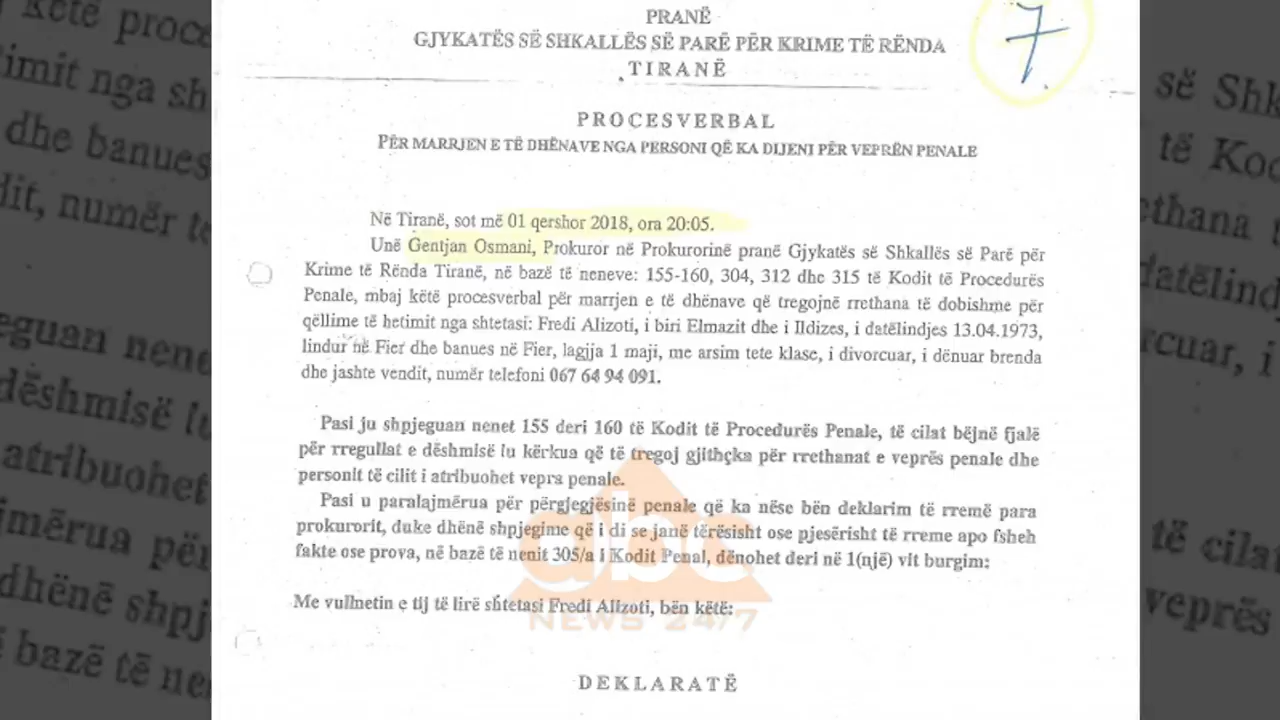 PRANË
GJYKATËS SË SHKALLËS SË PARË PËR KRIME TË RËNDA
TIRANË
7
PROCESVERBAL
PËR MARRJEN E TË DHËNAVE NGA PERSONI QË KA DIJENI PËR VEPRËN PENALE
Në Tiranë, sot më 01 qershor 2018, ora 20:05.
Unë Gentjan Osmani, Prokuror në Prokurorinë pranë Gjykatës së Shkallës së Parë për
Krime të Rënda Tiranë, në bazë të neneve: 155-160, 304, 312 dhe 315 të Kodit të Procedurës
Penale, mbaj këtë procesverbal për marrjen e të dhënave që tregojnë rrethana të dobishme për
qëllime të hetimit nga shtetasi: Fredi Alizoti, i biri Elmazit dhe i Ildizes, i datëlindjes 13.04.1973,
lindur në Fier dhe banues në Fier, lagjja 1 maji, me arsim tete klase, i divorcuar, i dënuar brenda
dhe jashte vendit, numër telefoni 067 64 94 091.
Pasi ju shpjeguan nenet 155 deri 160 të Kodit të Procedurës Penale, të cilat bëjnë fjalë
për rregullat e dëshmisë lu kërkua që të tregoj gjithçka për rrethanat e veprës penale dhe
personit të cilit i atribuohet vepra penale.
Pasi u paralajmërua për përgjegjësinë penale që ka nëse bën deklarim të rremë para
prokurorit, duke dhënë shpjegime që i di se janë tërësisht ose pjesërisht të rreme apo fsheh
fakte ose prova, në bazë të nenit 305/a i Kodit Penal, dënohet deri në 1(një) vit burgim;
Me vullnetin e tij të lirë shtetasi Fredi Alizoti, bën këtë:
abc
NEWS 24/7
DEKLARATË